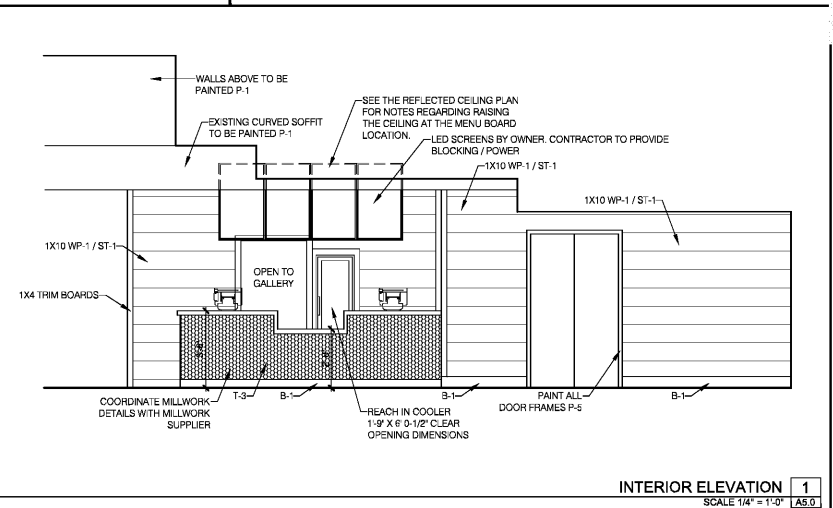 WALLS ABOVE TO BE
PAINTED P-1
SEE THE REFLECTED CEILING PLAN
FOR NOTES REGARDING RAISING
THE CEILING AT THE MENU BOARD
LOCATION.
EXISTING CURVED SOFFIT
TO BE PAINTED P-1
LED SCREENS BY OWNER. CONTRACTOR TO PROVIDE
BLOCKING / POWER
1X10 WP-1 / ST-1
1X10 WP-1 / ST-1
1X10 WP-1 / ST-1
OPEN TO
GALLERY
1X4 TRIM BOARDS
COORDINATE MILLWORK
DETAILS WITH MILLWORK
SUPPLIER
T-3
B-1
REACH IN COOLER
1'-9" X 6' 0-1/2" CLEAR
OPENING DIMENSIONS
B-1
PAINT ALL
DOOR FRAMES P-5
B-1
INTERIOR ELEVATION 1
SCALE 1/4" = 1'-0" A5.0